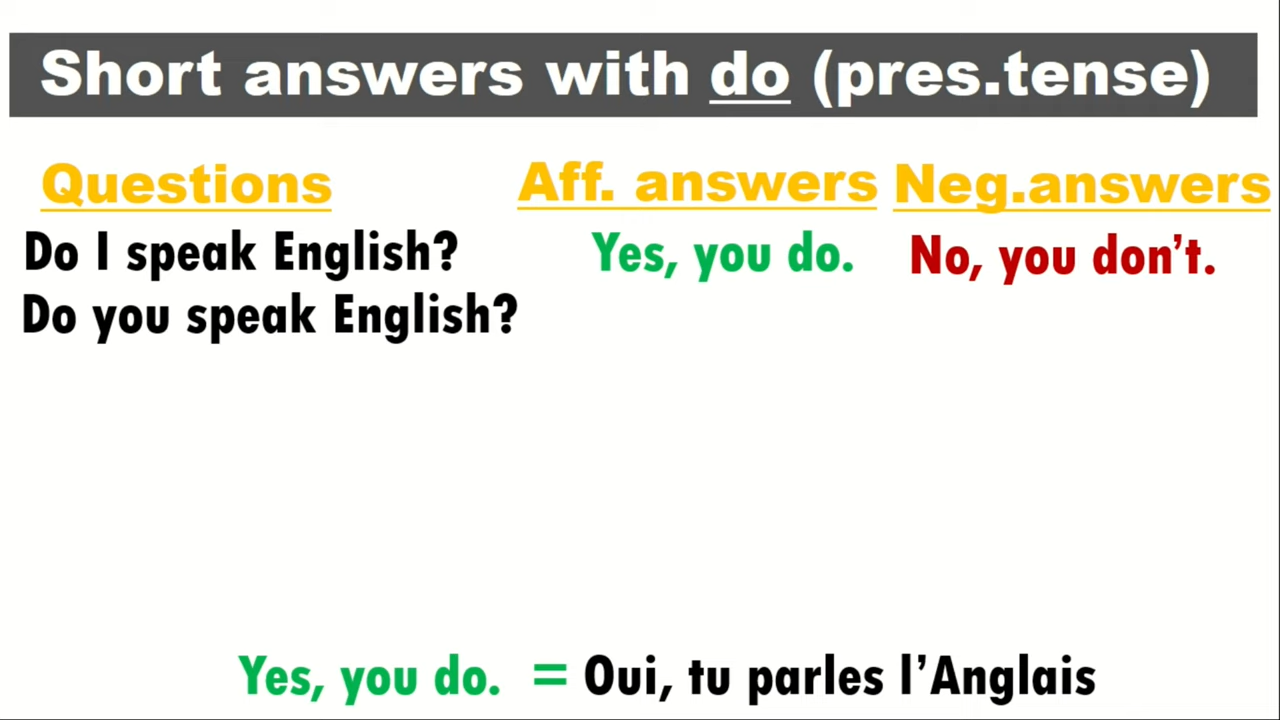 Short answers with do (pres.tense)
Questions Aff. answers Neg.answers
Do I speak English? Yes, you do. No, you don't.
Do you speak English?
Yes, you do. = Oui, tu parles l'Anglais